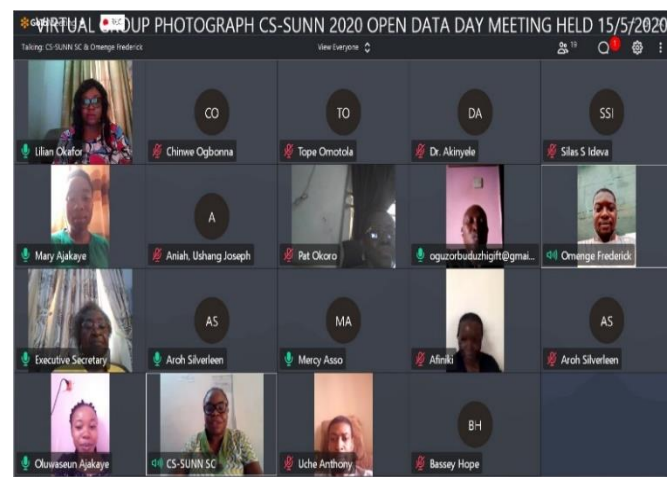 VIRTUAL GROUP PHOTOGRAPH CS-SUNN 2020 OPEN DATA DAY MEETING HELD 15/5/2020
Talking: CS-SUNN SC & Omenge Frederick
View Everyone
19
1
Lilian Okafor
CO
Chinwe Ogbonna
TO
Tope Omotola
DA
Dr. Akinyele
SSI
Silas S Ideva
Mary Ajakaye
A
Aniah, Ushang Joseph
Pat Okoro
oguzorbuduzhigift@gmai...
Omenge Frederick
Executive Secretary
AS
Aroh Silverleen
MA
Mercy Asso
Afiniki
AS
Aroh Silverleen
Oluwaseun Ajakaye
CS-SUNN SC
Uche Anthony
BH
Bassey Hope